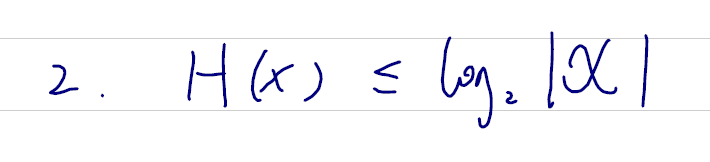 2. H(x) ≤ log₂ |𝒳|